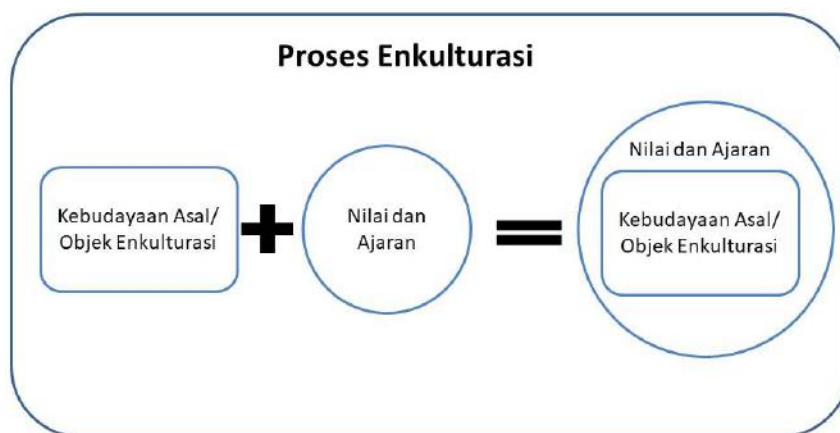 Proses Enkulturasi
Kebudayaan Asal/
Objek Enkulturasi
+
Nilai dan
Ajaran
=
Nilai dan Ajaran
Kebudayaan Asal/
Objek Enkulturasi